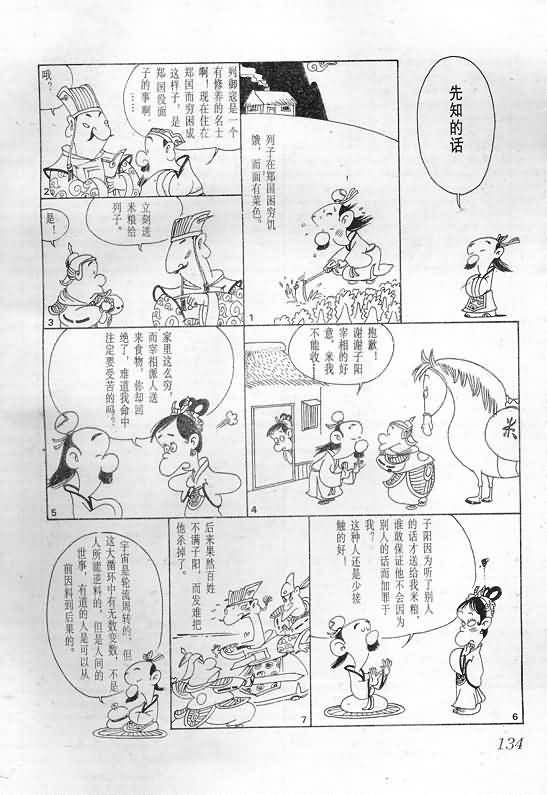 先知的话
列子在郑国困穷饥
饿，而面有菜色。
1
列御寇是一个
有修养的名士
啊！现在住在
郑国而穷困成
这样子，是
郑国没面
子的事啊。
……
哦？
2
立刻送
米粮给
列子。
是！
3
抱歉！
谢谢子阳
宰相的好
意，米我
不能收…
米
4
家里这么穷，
而宰相派人送
来食物，你却回
绝了，难道我命中
注定要受苦的吗？
5
子阳因为听了别人
的话才送给我米粮，
谁敢保证他不会因为
别人的话而加罪于
我？
这种人还是少接
触的好！
6
后来果然百姓
不满子阳，
而发难把
他杀掉了。
7
宇宙是轮流周转的，但
这大循环中有无数变数，不是
人所能逆料的，但是人间的
世事，有道的人是可以从
前因料到后果的。
134